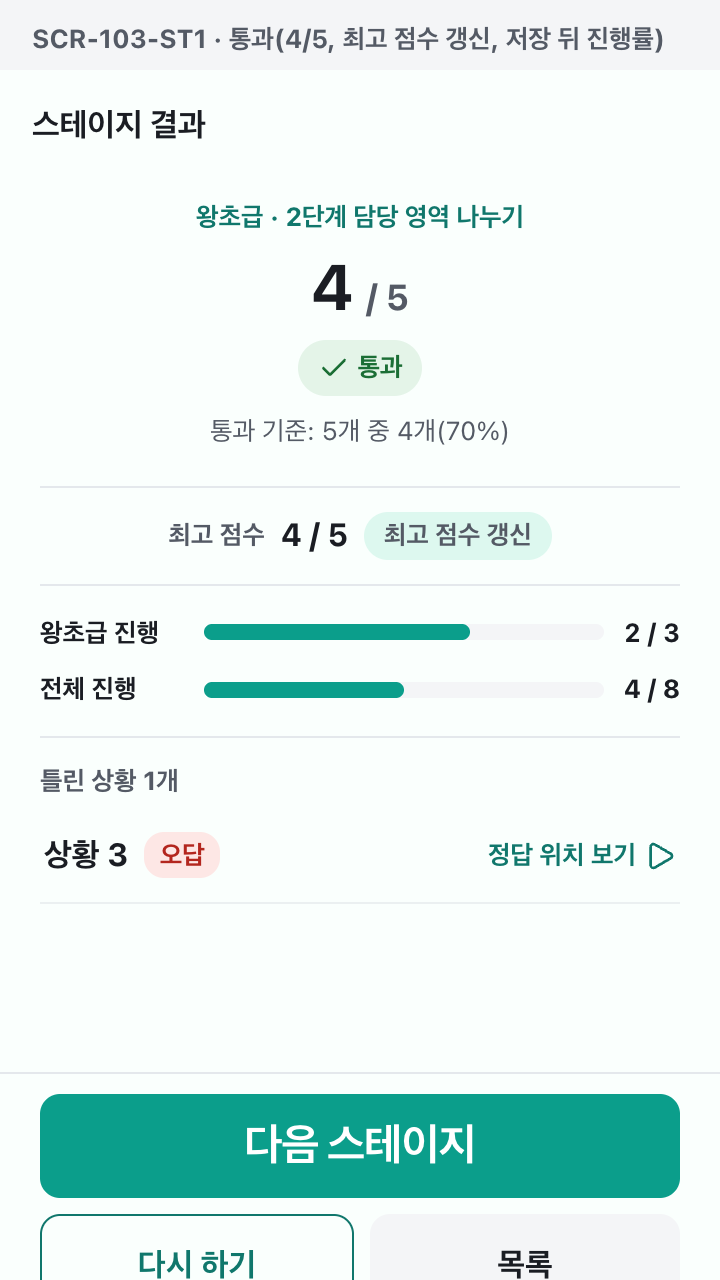 SCR-103-ST1 · 통과(4/5, 최고 점수 갱신, 저장 뒤 진행률)
스테이지 결과
왕초급 · 2단계 담당 영역 나누기
4 / 5
통과
통과 기준: 5개 중 4개(70%)
최고 점수 4 / 5 최고 점수 갱신
왕초급 진행 2 / 3
전체 진행 4 / 8
틀린 상황 1개
상황 3 오답 정답 위치 보기
다음 스테이지
다시 하기 목록